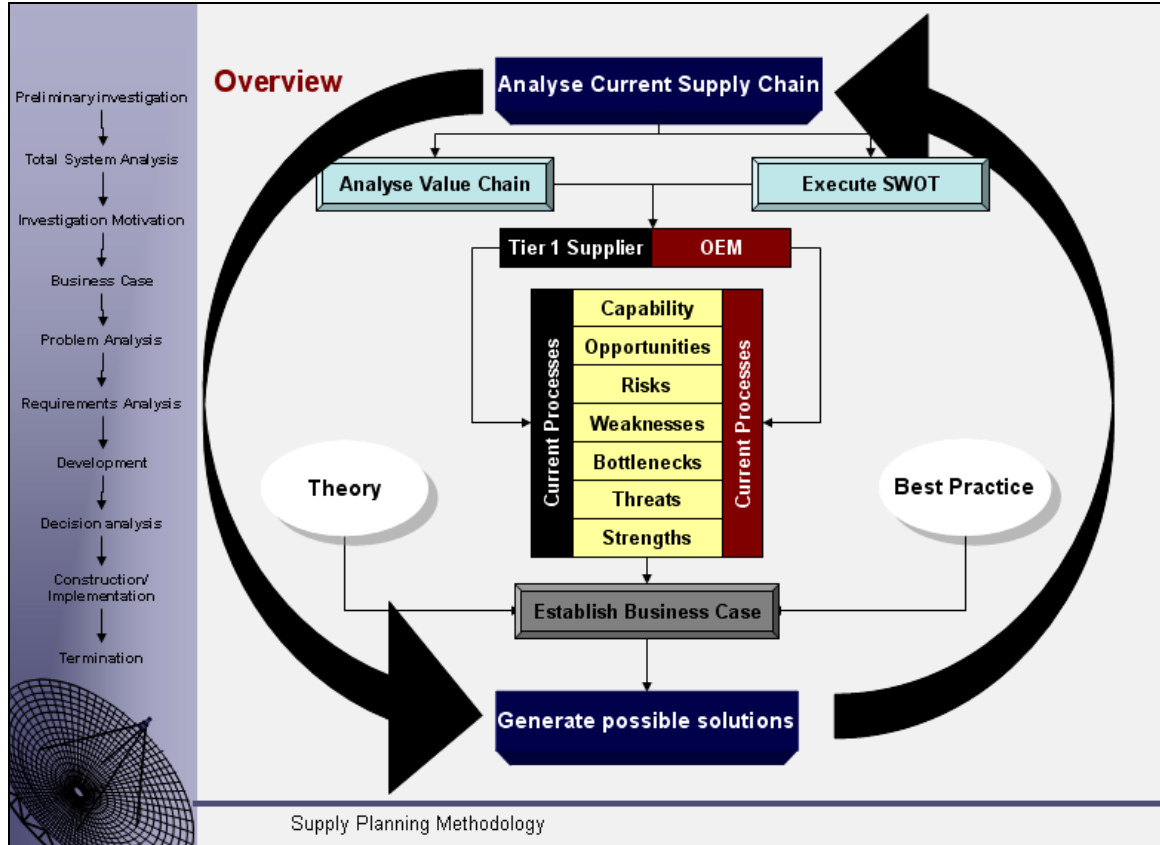 Preliminary investigation
Total System Analysis
Investigation Motivation
Business Case
Problem Analysis
Requirements Analysis
Development
Decision analysis
Construction/
Implementation
Termination
Overview
Analyse Current Supply Chain
Analyse Value Chain
Execute SWOT
Tier 1 Supplier
OEM
Current Processes
Capability
Opportunities
Risks
Weaknesses
Bottlenecks
Threats
Strengths
Current Processes
Theory
Best Practice
Establish Business Case
Generate possible solutions
Supply Planning Methodology